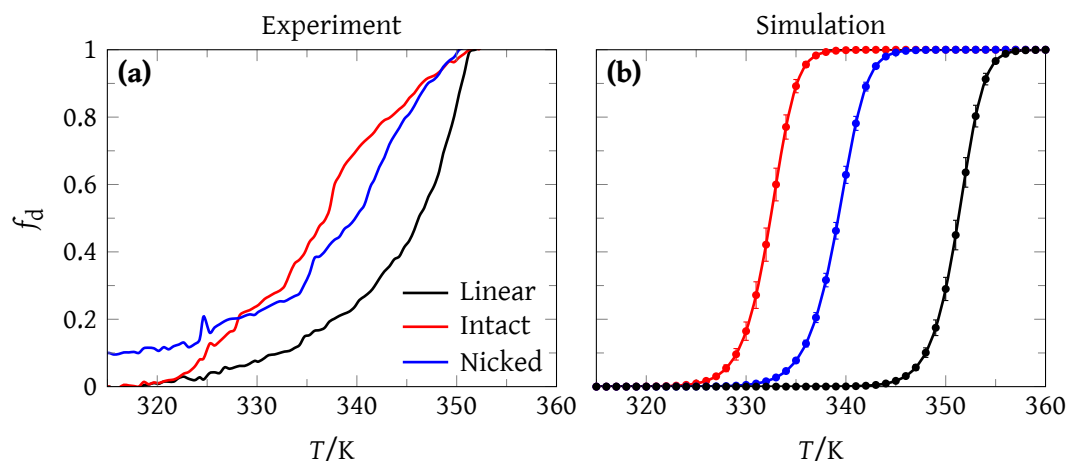 Experiment
Simulation
(a)
(b)
f_d
1
0.8
0.6
0.4
0.2
0
Linear
Intact
Nicked
320 330 340 350 360
320 330 340 350 360
T/K
T/K